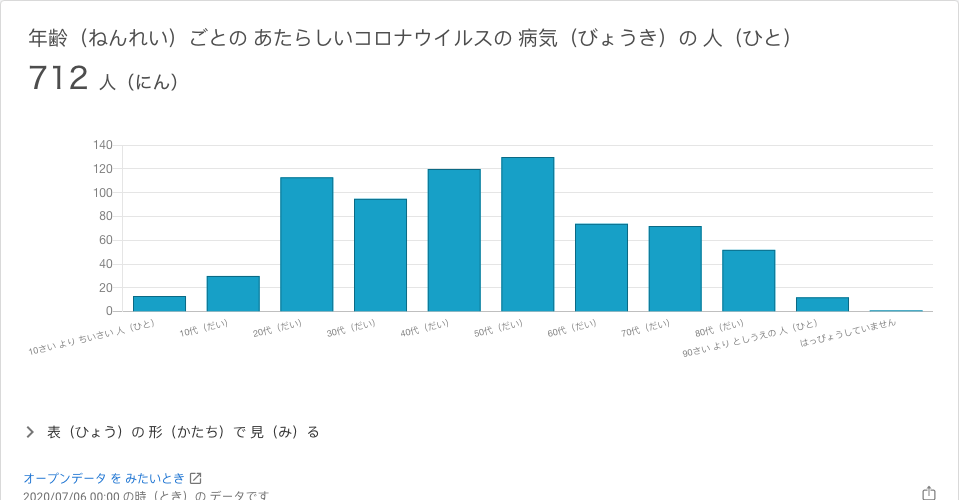 年齢（ねんれい）ごとの あたらしいコロナウイルスの 病気（びょうき）の 人（ひと）
712 人（にん）
140
120
100
80
60
40
20
0
10さい より ちいさい 人（ひと）
10代（だい）
20代（だい）
30代（だい）
40代（だい）
50代（だい）
60代（だい）
70代（だい）
80代（だい）
90さい より としうえの 人（ひと）
はっぴょうしていません
表（ひょう）の 形（かたち）で 見（み）る
オープンデータ を みたいとき
2020/07/06 00:00 の時（とき）の データです